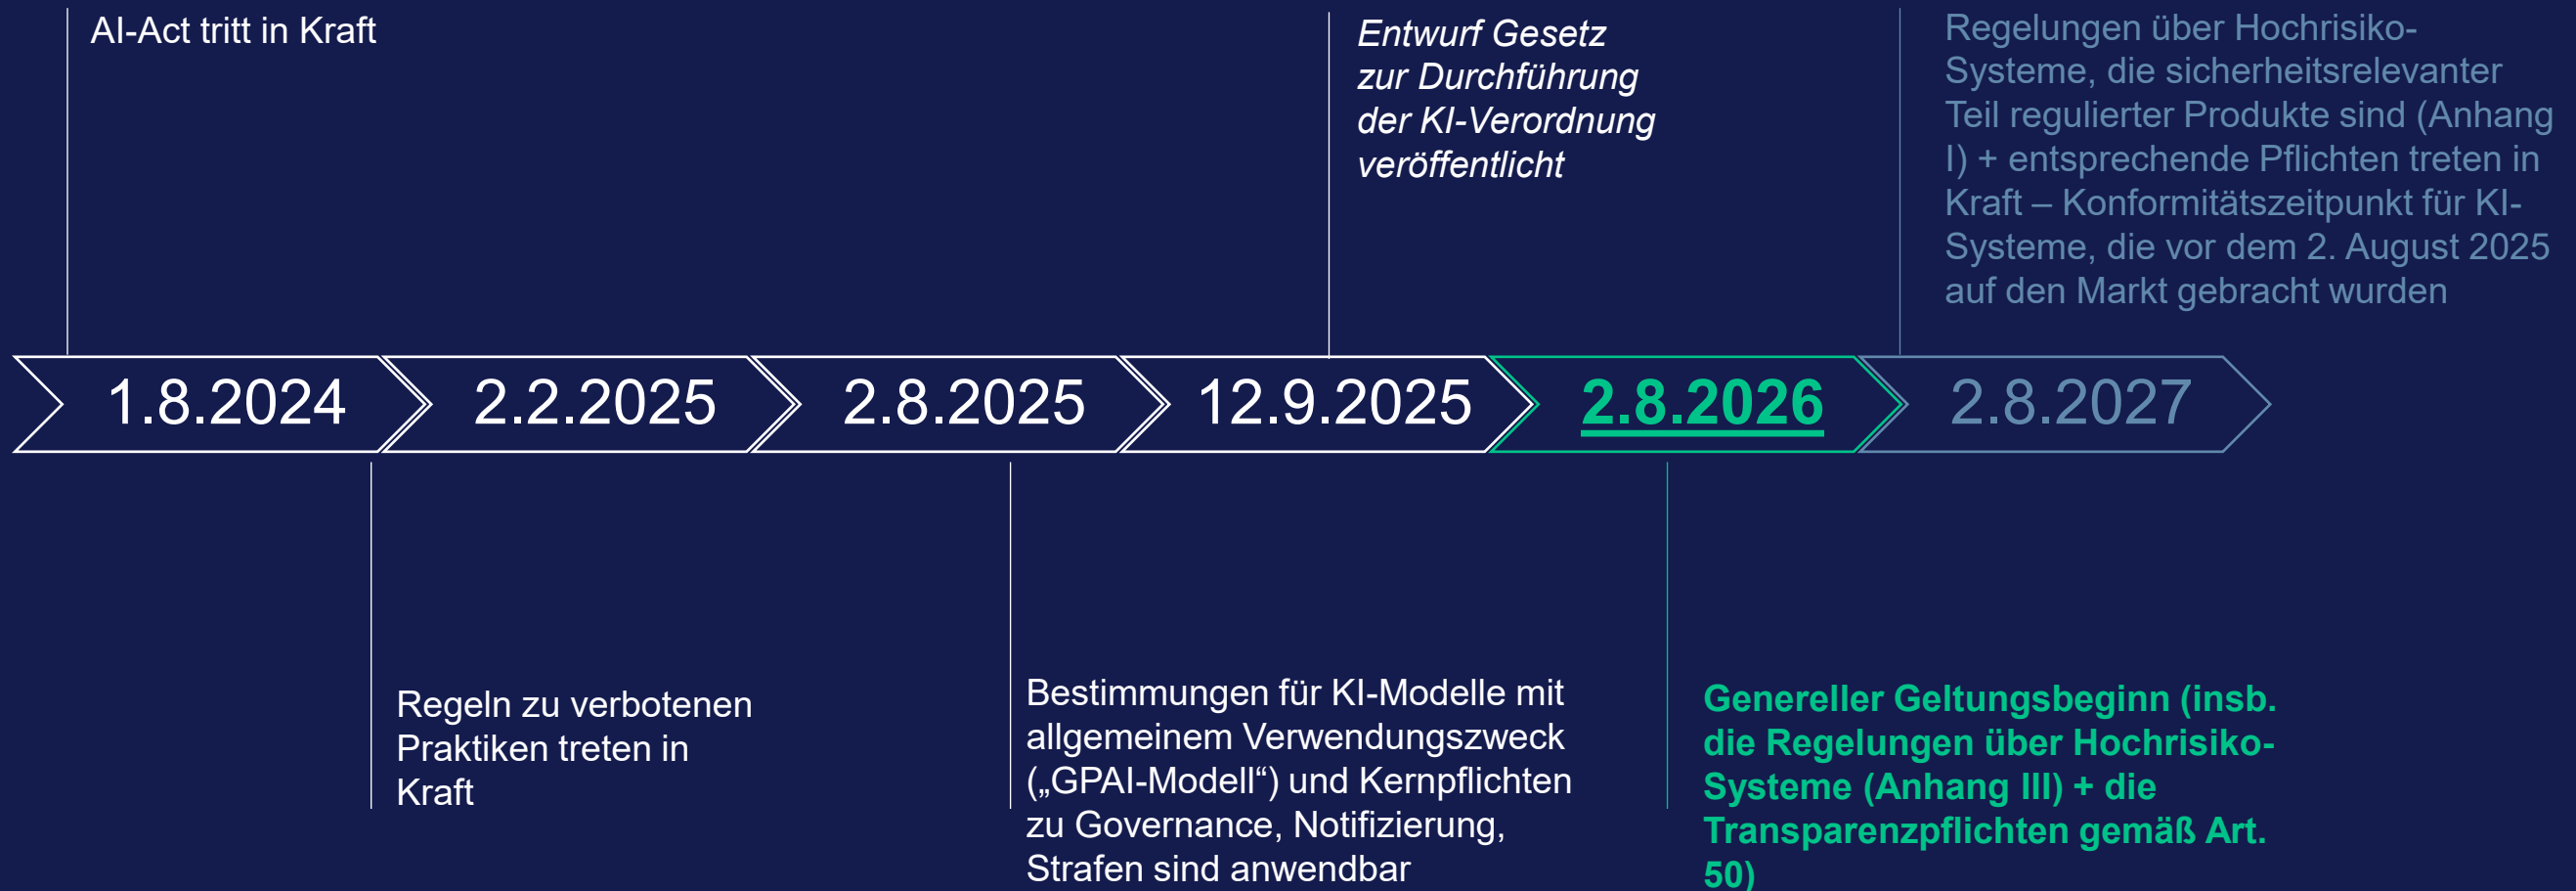 AI-Act tritt in Kraft
Entwurf Gesetz
zur Durchführung
der KI-Verordnung
veröffentlicht
Regelungen über Hochrisiko-
Systeme, die sicherheitsrelevanter
Teil regulierter Produkte sind (Anhang
I) + entsprechende Pflichten treten in
Kraft – Konformitätszeitpunkt für KI-
Systeme, die vor dem 2. August 2025
auf den Markt gebracht wurden
1.8.2024
2.2.2025
2.8.2025
12.9.2025
2.8.2026
2.8.2027
Regeln zu verbotenen
Praktiken treten in
Kraft
Bestimmungen für KI-Modelle mit
allgemeinem Verwendungszweck
(„GPAI-Modell“) und Kernpflichten
zu Governance, Notifizierung,
Strafen sind anwendbar
Genereller Geltungsbeginn (insb.
die Regelungen über Hochrisiko-
Systeme (Anhang III) + die
Transparenzpflichten gemäß Art.
50)